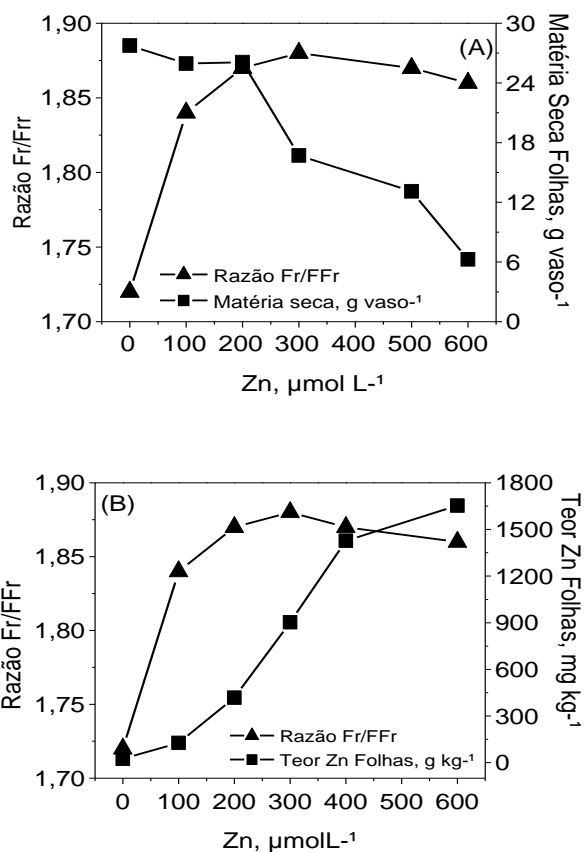 (A)
Razão Fr/Frr
1,90
1,85
1,80
1,75
1,70
30
24
18
12
6
0
Matéria Seca Folhas, g vaso-¹
Razão Fr/FFr
Matéria seca, g vaso-¹
0 100 200 300 400 500 600
Zn, µmol L-¹
(B)
Razão Fr/FFr
1,90
1,85
1,80
1,75
1,70
1800
1500
1200
900
600
300
0
Teor Zn Folhas, mg kg-¹
Razão Fr/FFr
Teor Zn Folhas, g kg-¹
0 100 200 300 400 500 600
Zn, µmolL-¹